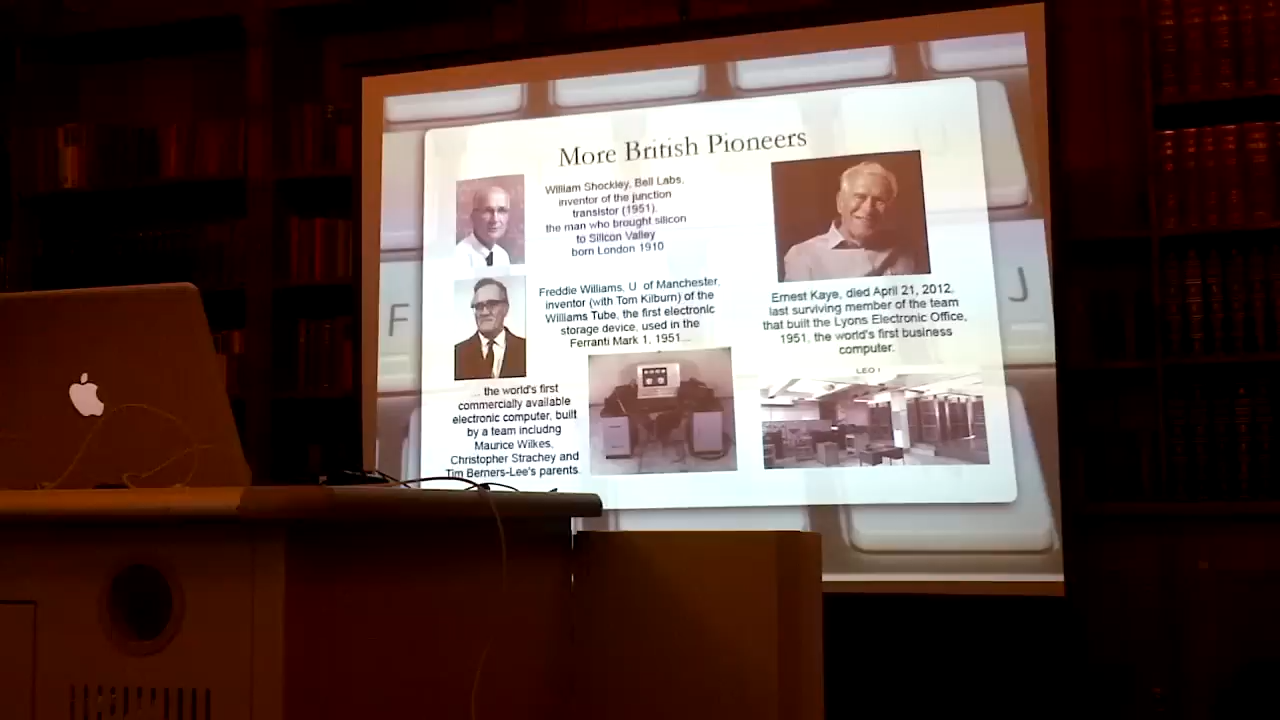 More British Pioneers
William Shockley, Bell Labs,
inventor of the junction
transistor (1951),
the man who brought silicon
to Silicon Valley
born London 1910
Freddie Williams, U of Manchester,
inventor (with Tom Kilburn) of the
Williams Tube, the first electronic
storage device, used in the
Ferranti Mark 1, 1951...
... the world's first
commercially available
electronic computer, built
by a team includng
Maurice Wilkes,
Christopher Strachey and
Tim Berners-Lee's parents.
Ernest Kaye, died April 21, 2012,
last surviving member of the team
that built the Lyons Electronic Office,
1951, the world's first business
computer.
LEO I
F
J